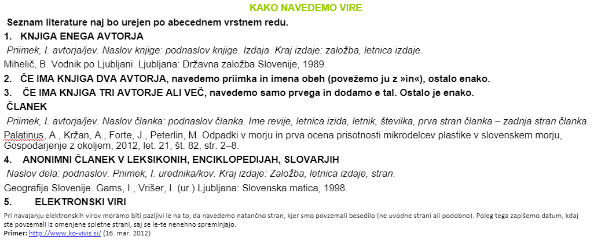 KAKO NAVEDEMO VIRE
Seznam literature naj bo urejen po abecednem vrstnem redu.
1. KNJIGA ENEGA AVTORJA
Priimek, I. avtorja/jev. Naslov knjige: podnaslov knjige. Izdaja. Kraj izdaje: založba, letnica izdaje.
Mihelič, B. Vodnik po Ljubljani. Ljubljana: Državna založba Slovenije, 1989.
2. ČE IMA KNJIGA DVA AVTORJA, navedemo priimka in imena obeh (povežemo ju z »in«), ostalo enako.
3. ČE IMA KNJIGA TRI AVTORJE ALI VEČ, navedemo samo prvega in dodamo e tal. Ostalo je enako.
ČLANEK
Priimek, I. avtorja/jev. Naslov članka: podnaslov članka. Ime revije, letnica izida, letnik, številka, prva stran članka – zadnja stran članka.
Palatinus, A., Kržan, A., Forte, J., Peterlin, M. Odpadki v morju in prva ocena prisotnosti mikrodelcev plastike v slovenskem morju,
Gospodarjenje z okoljem, 2012, let. 21, št. 82, str. 2–8.
4. ANONIMNI ČLANEK V LEKSIKONIH, ENCIKLOPEDIJAH, SLOVARJIH
Naslov dela: podnaslov. Priimek, I. urednika/kov. Kraj izdaje: Založba, letnica izdaje, stran.
Geografija Slovenije. Gams, I., Vrišer, I. (ur.) Ljubljana: Slovenska matica, 1998.
5. ELEKTRONSKI VIRI
Pri navajanju elektronskih virov moramo biti pazljivi le na to, da navedemo natančno stran, kjer smo povzemali besedilo (ne uvodne strani ali podobno). Poleg tega zapišemo datum, kdaj
ste povzemali iz omenjene spletne strani, saj se le-te nenehno spreminjajo.
Primer: http://www.ko-vivis.si/ (16. mar. 2012)